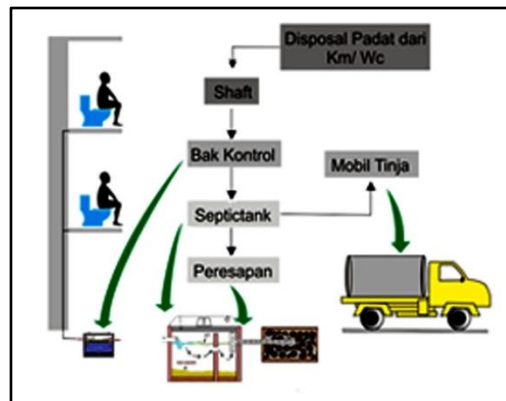 Disposal Padat dari
Km/ Wc
Shaft
Bak Kontrol
Mobil Tinja
Septictank
Peresapan